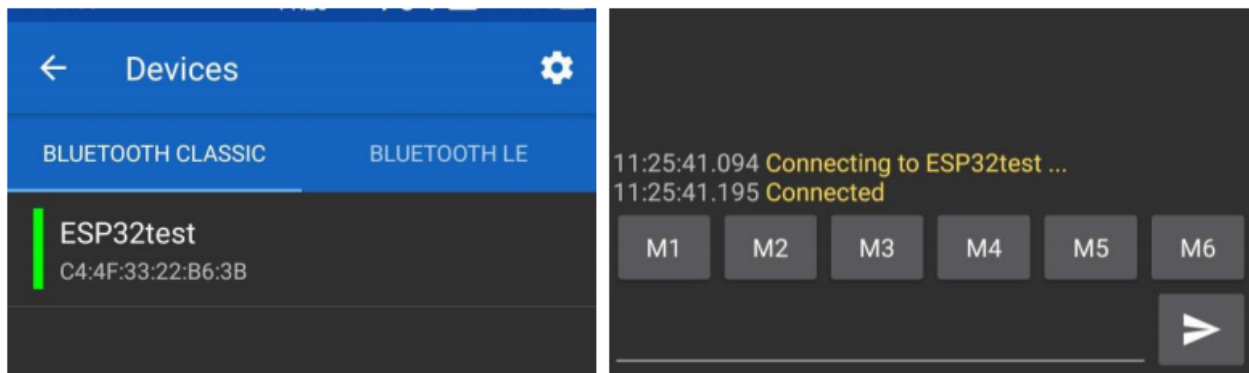 Devices
BLUETOOTH CLASSIC BLUETOOTH LE
ESP32test
C4:4F:33:22:B6:3B
11:25:41.094 Connecting to ESP32test ...
11:25:41.195 Connected
M1 M2 M3 M4 M5 M6